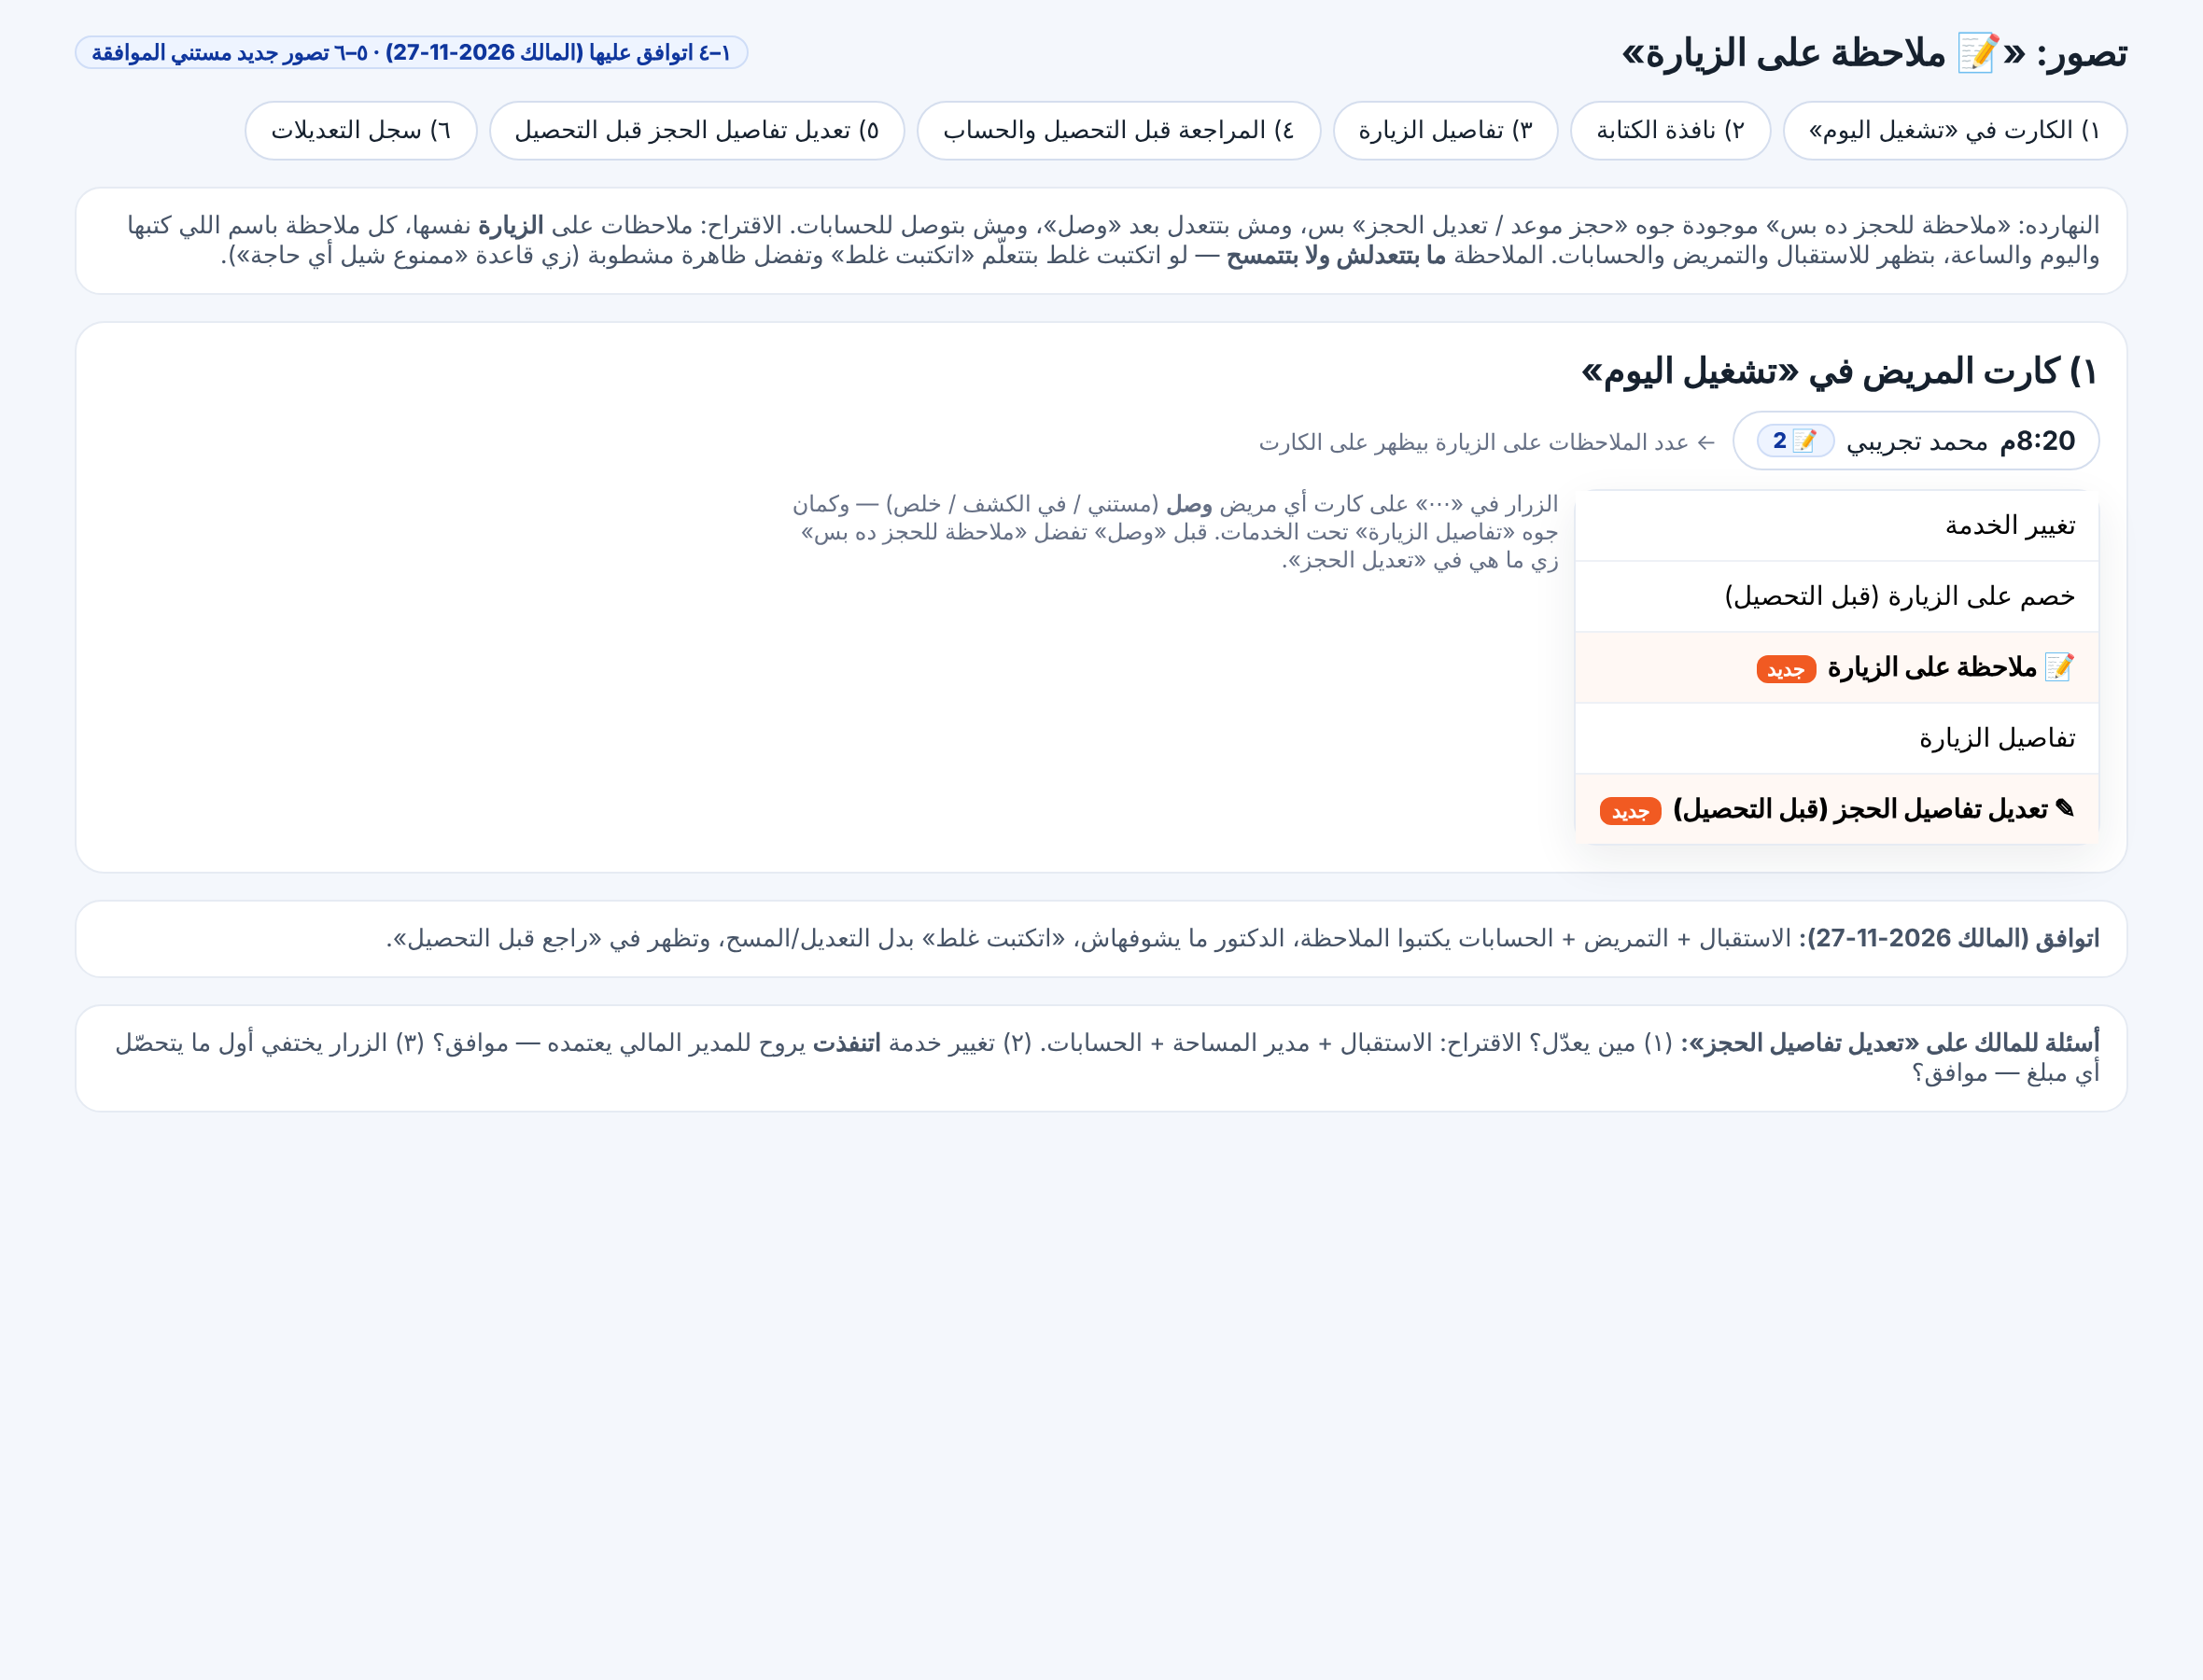 تصور: «📝 ملاحظة على الزيارة»
١–٤ اتوافق عليها (المالك 2026-11-27) · ٥–٦ تصور جديد مستني الموافقة
١) الكارت في «تشغيل اليوم»
٢) نافذة الكتابة
٣) تفاصيل الزيارة
٤) المراجعة قبل التحصيل والحساب
٥) تعديل تفاصيل الحجز قبل التحصيل
٦) سجل التعديلات
النهارده: «ملاحظة للحجز ده بس» موجودة جوه «حجز موعد / تعديل الحجز» بس، ومش بتتعدل بعد «وصل»، ومش بتوصل للحسابات. الاقتراح: ملاحظات على الزيارة نفسها، كل ملاحظة باسم اللي كتبها
واليوم والساعة، بتظهر للاستقبال والتمريض والحسابات. الملاحظة ما بتتعدلش ولا بتتمسح — لو اتكتبت غلط بتتعلّم «اتكتبت غلط» وتفضل ظاهرة مشطوبة (زي قاعدة «ممنوع شيل أي حاجة»).
١) كارت المريض في «تشغيل اليوم»
8:20م محمد تجريبي 📝 2
← عدد الملاحظات على الزيارة بيظهر على الكارت
تغيير الخدمة
خصم على الزيارة (قبل التحصيل)
📝 ملاحظة على الزيارة جديد
تفاصيل الزيارة
✎ تعديل تفاصيل الحجز (قبل التحصيل) جديد
الزرار في «⋯» على كارت أي مريض وصل (مستني / في الكشف / خلص) — وكمان
جوه «تفاصيل الزيارة» تحت الخدمات. قبل «وصل» تفضل «ملاحظة للحجز ده بس»
زي ما هي في «تعديل الحجز».
اتوافق (المالك 2026-11-27): الاستقبال + التمريض + الحسابات يكتبوا الملاحظة، الدكتور ما يشوفهاش، «اتكتبت غلط» بدل التعديل/المسح، وتظهر في «راجع قبل التحصيل».
أسئلة للمالك على «تعديل تفاصيل الحجز»: (١) مين يعدّل؟ الاقتراح: الاستقبال + مدير المساحة + الحسابات. (٢) تغيير خدمة اتنفذت يروح للمدير المالي يعتمده — موافق؟ (٣) الزرار يختفي أول ما يتحصّل
أي مبلغ — موافق؟